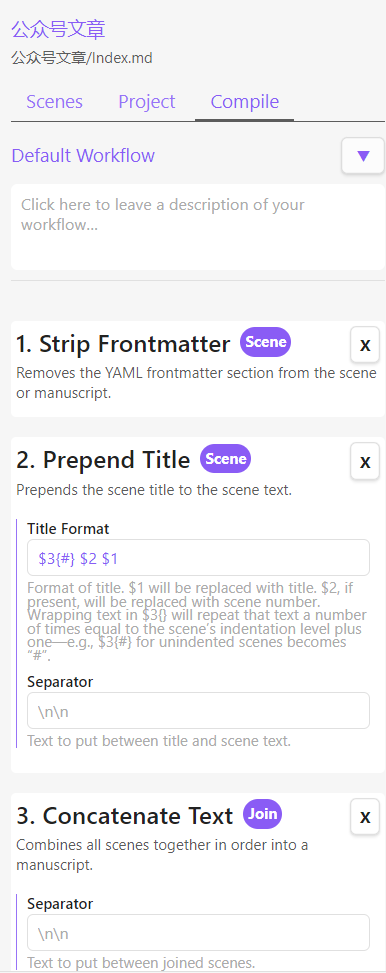 公众号文章
公众号文章/Index.md
Scenes Project Compile
Default Workflow ▼
Click here to leave a description of your
workflow...
1. Strip Frontmatter Scene X
Removes the YAML frontmatter section from the scene
or manuscript.
2. Prepend Title Scene X
Prepends the scene title to the scene text.
Title Format
$3{#} $2 $1
Format of title. $1 will be replaced with title. $2, if
present, will be replaced with scene number.
Wrapping text in $3{} will repeat that text a number
of times equal to the scene’s indentation level plus
one—e.g., $3{#} for unindented scenes becomes
“#”.
Separator
\n\n
Text to put between title and scene text.
3. Concatenate Text Join X
Combines all scenes together in order into a
manuscript.
Separator
\n\n
Text to put between joined scenes.